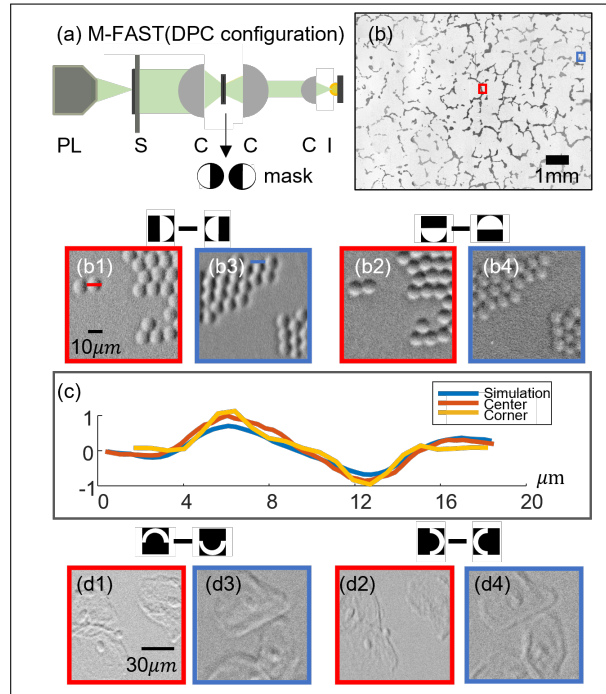 (a) M-FAST(DPC configuration)
PL S C C C I
mask
(b)
1mm
(b1)
10μm
(b3)
(b2)
(b4)
(c)
Simulation
Center
Corner
1
0
-1
0 4 8 12 16 20
μm
(d1)
30μm
(d3)
(d2)
(d4)